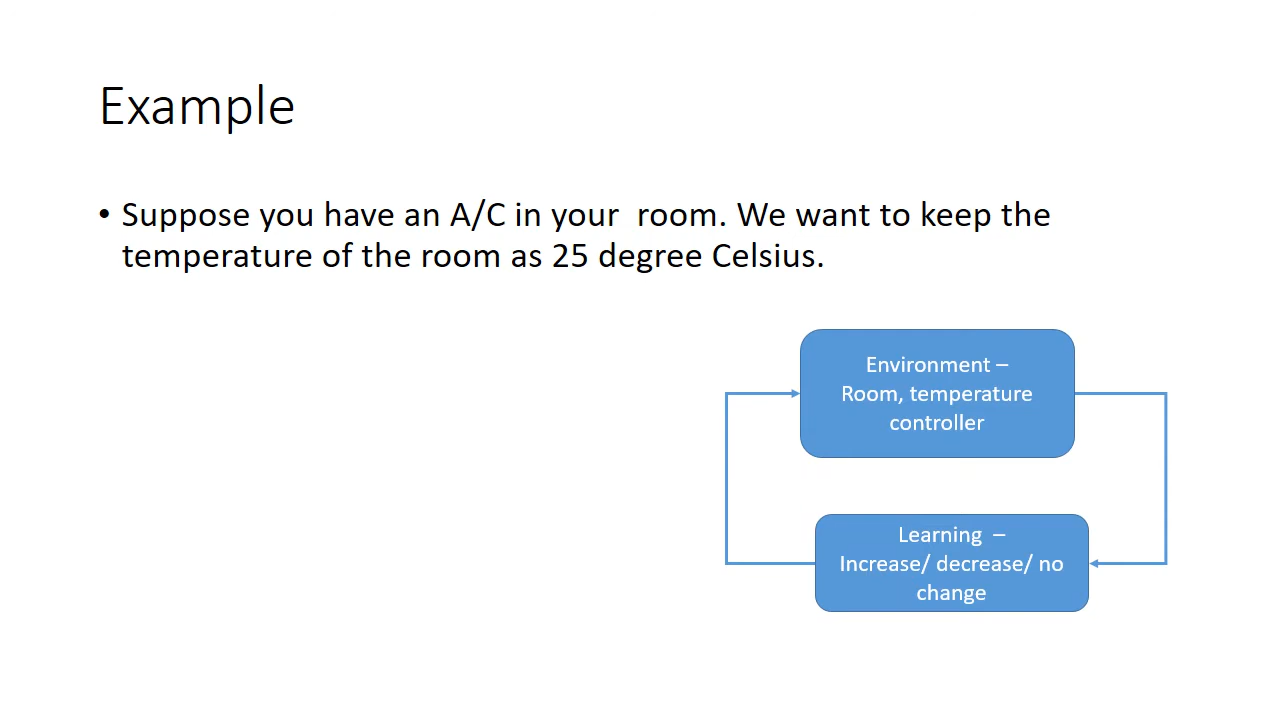 Example
• Suppose you have an A/C in your  room. We want to keep the
temperature of the room as 25 degree Celsius.
Environment –
Room, temperature
controller
Learning  –
Increase/ decrease/ no
change